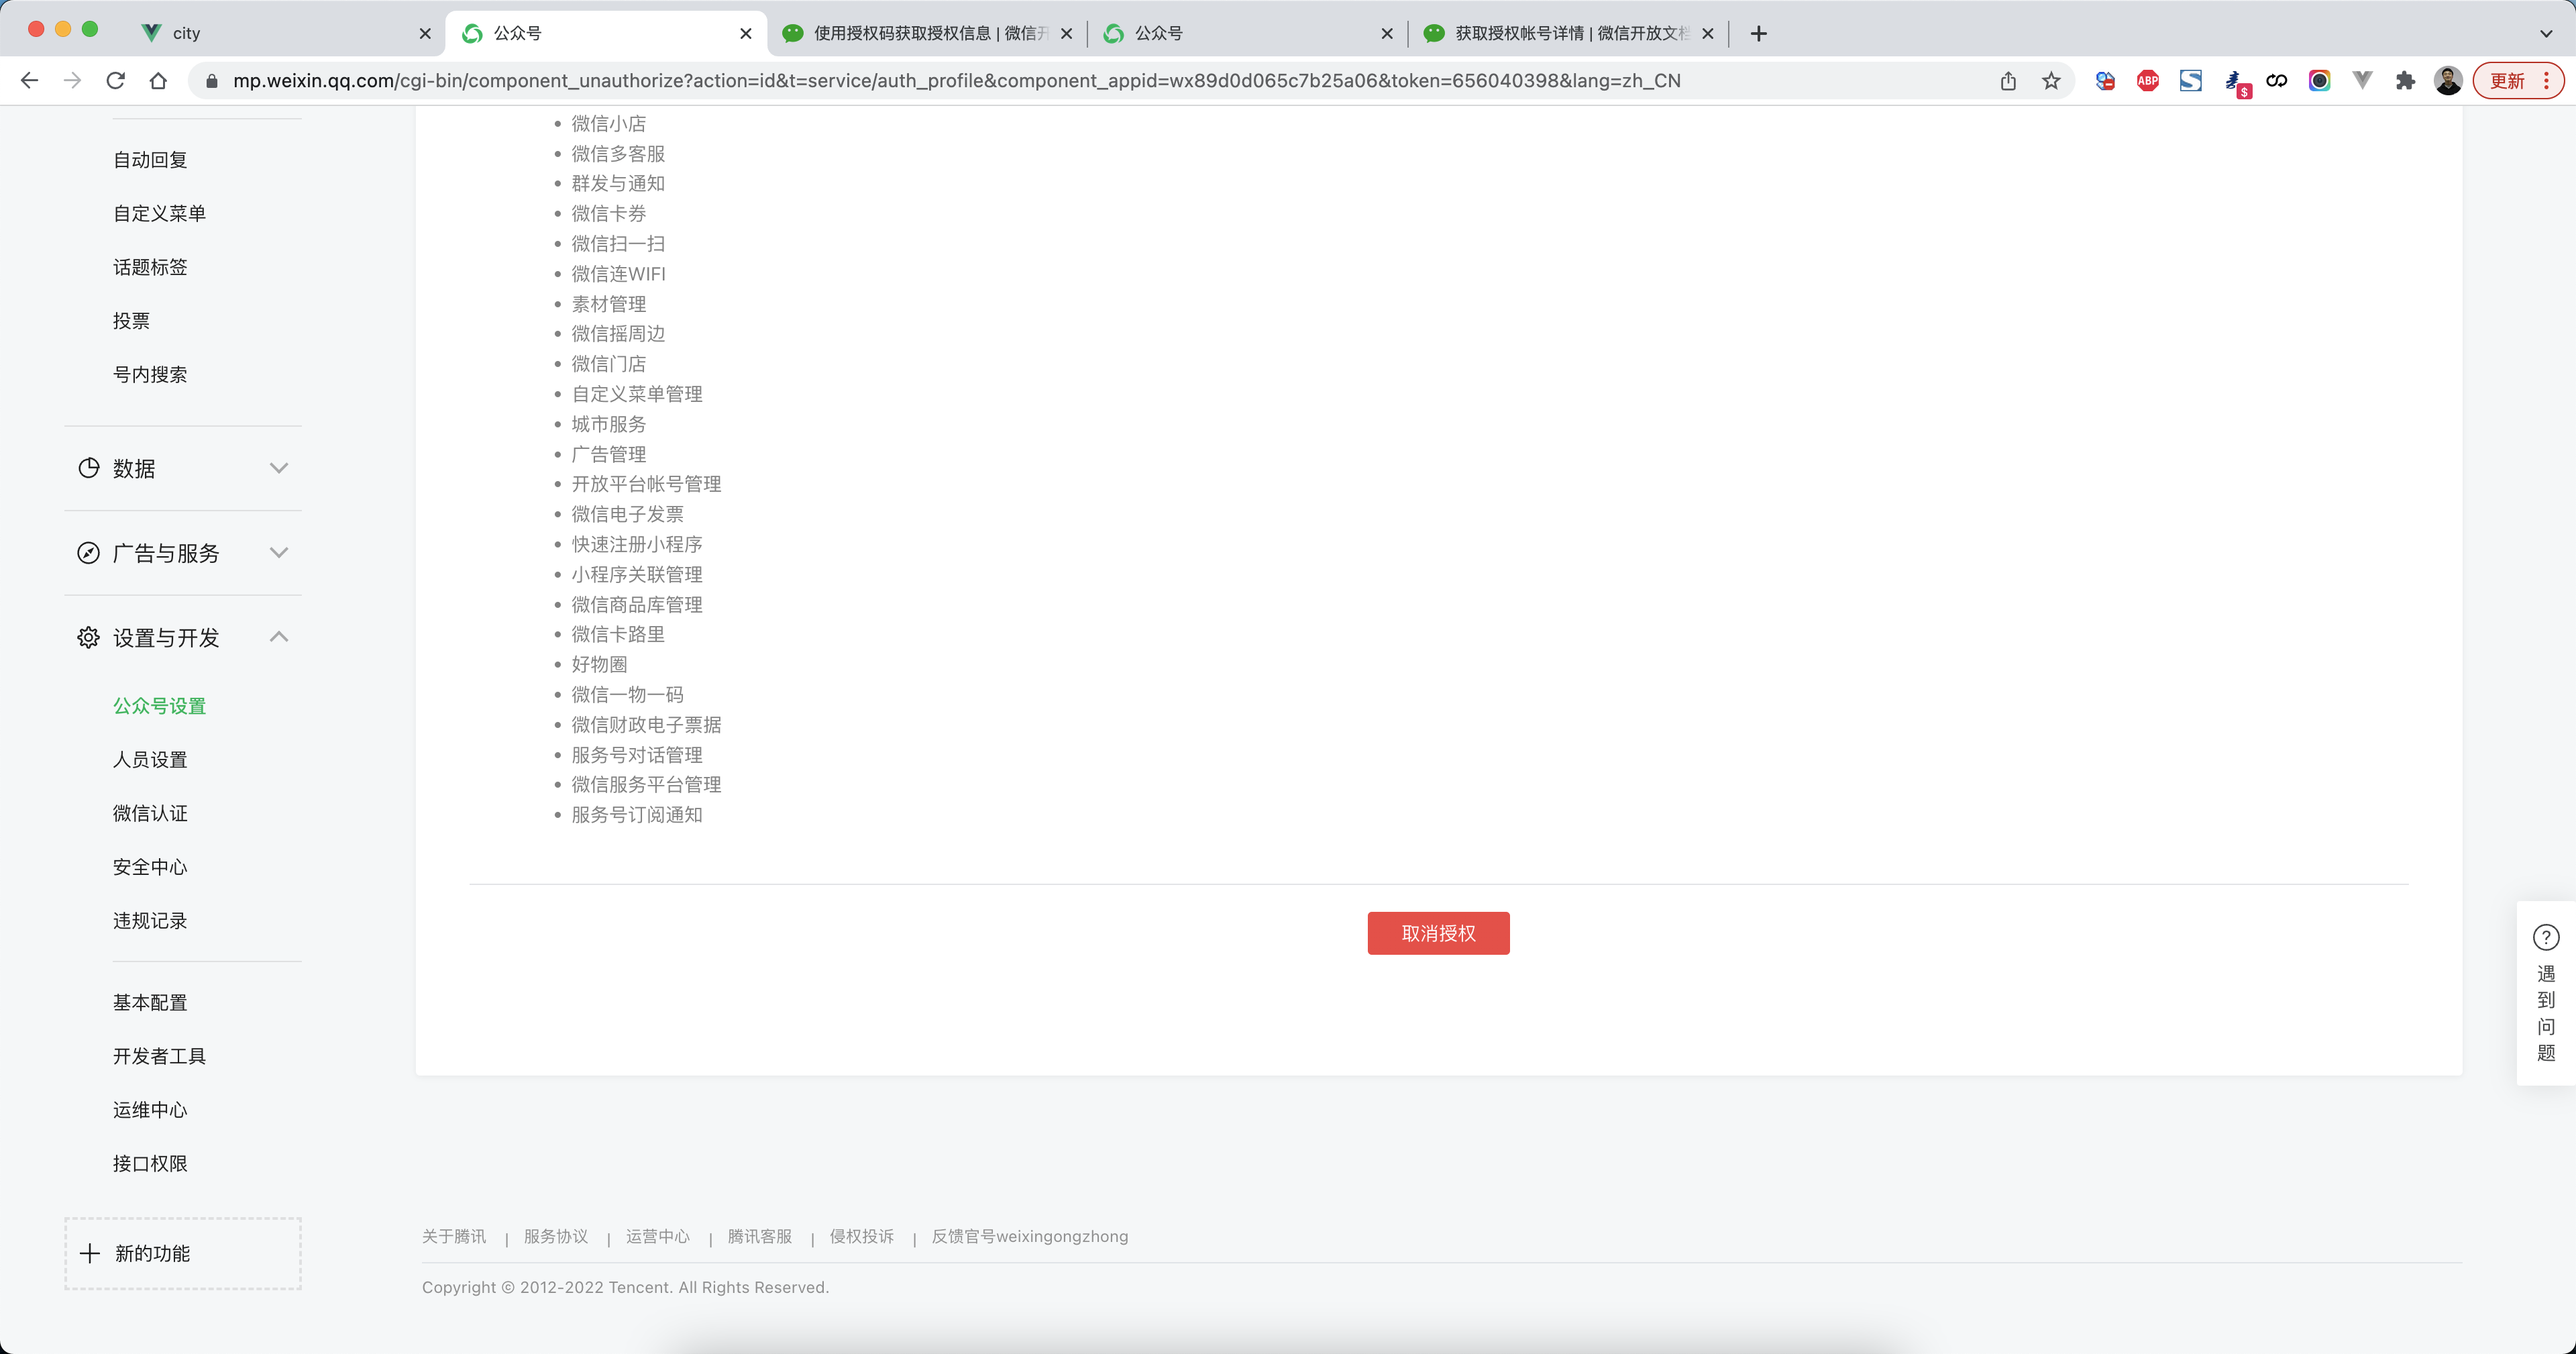 city
公众号
使用授权码获取授权信息 | 微信开
公众号
获取授权帐号详情 | 微信开放文档
mp.weixin.qq.com/cgi-bin/component_unauthorize?action=id&t=service/auth_profile&component_appid=wx89d0d065c7b25a06&token=656040398&lang=zh_CN
ABP
$
更新
自动回复
自定义菜单
话题标签
投票
号内搜索
数据
广告与服务
设置与开发
公众号设置
人员设置
微信认证
安全中心
违规记录
基本配置
开发者工具
运维中心
接口权限
新的功能
微信小店
微信多客服
群发与通知
微信卡券
微信扫一扫
微信连WIFI
素材管理
微信摇周边
微信门店
自定义菜单管理
城市服务
广告管理
开放平台帐号管理
微信电子发票
快速注册小程序
小程序关联管理
微信商品库管理
微信卡路里
好物圈
微信一物一码
微信财政电子票据
服务号对话管理
微信服务平台管理
服务号订阅通知
取消授权
遇到问题
关于腾讯 | 服务协议 | 运营中心 | 腾讯客服 | 侵权投诉 | 反馈官号weixingongzhong
Copyright © 2012-2022 Tencent. All Rights Reserved.